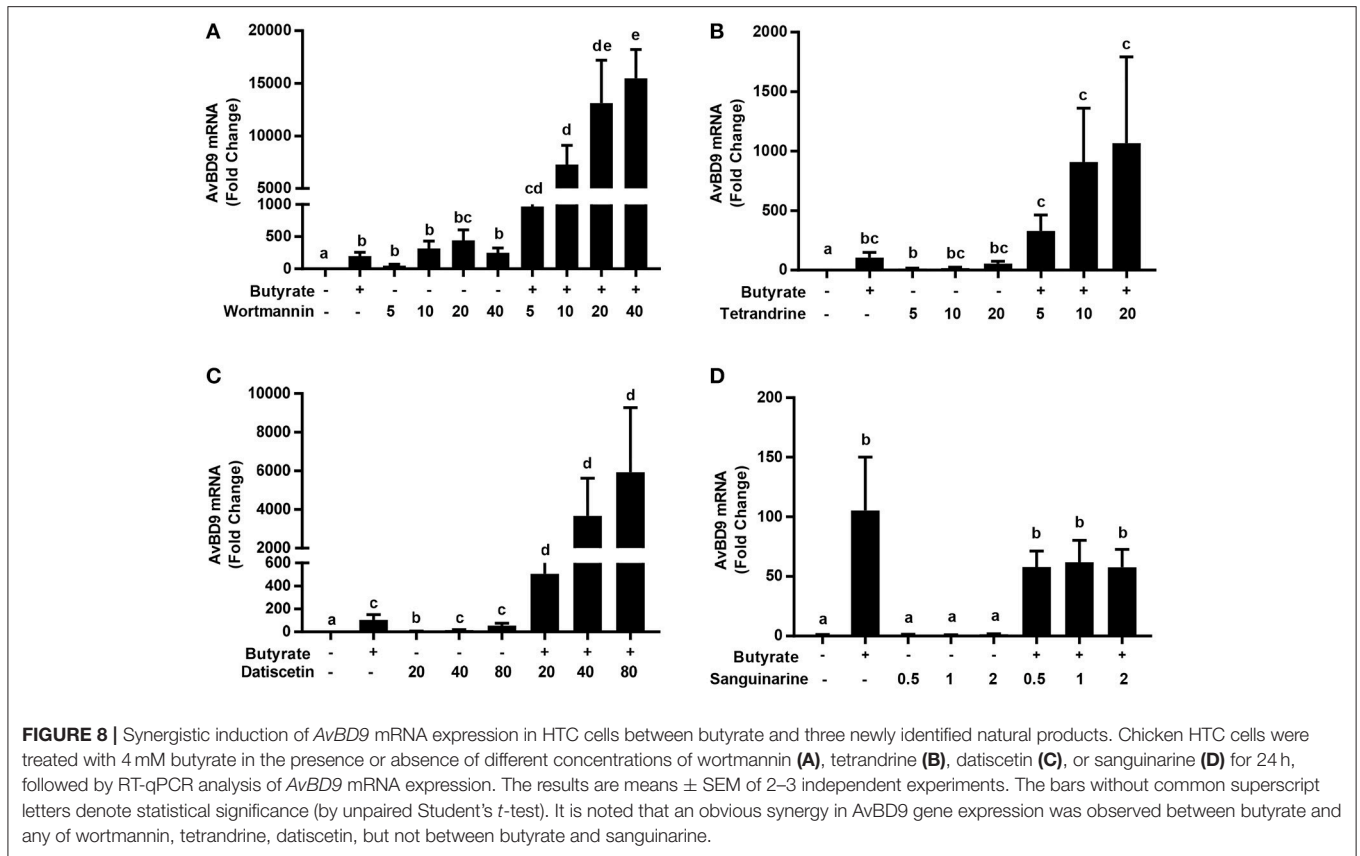 A
AvBD9 mRNA
(Fold Change)
20000
15000
10000
5000
1000
500
0
a b b b bc b cd d de e
Butyrate - + - - - - + + + +
Wortmannin - - 5 10 20 40 5 10 20 40
B
AvBD9 mRNA
(Fold Change)
2000
1500
1000
500
0
a bc b bc bc c c c
Butyrate - + - - - + + +
Tetrandrine - - 5 10 20 5 10 20
C
AvBD9 mRNA
(Fold Change)
10000
8000
6000
4000
2000
600
400
200
0
a c b c c d d d
Butyrate - + - - - + + +
Datiscetin - - 20 40 80 20 40 80
D
AvBD9 mRNA
(Fold Change)
200
150
100
50
0
a b a a a b b b
Butyrate - + - - - + + +
Sanguinarine - - 0.5 1 2 0.5 1 2
FIGURE 8 | Synergistic induction of AvBD9 mRNA expression in HTC cells between butyrate and three newly identified natural products. Chicken HTC cells were
treated with 4 mM butyrate in the presence or absence of different concentrations of wortmannin (A), tetrandrine (B), datiscetin (C), or sanguinarine (D) for 24 h,
followed by RT-qPCR analysis of AvBD9 mRNA expression. The results are means ± SEM of 2–3 independent experiments. The bars without common superscript
letters denote statistical significance (by unpaired Student's t-test). It is noted that an obvious synergy in AvBD9 gene expression was observed between butyrate and
any of wortmannin, tetrandrine, datiscetin, but not between butyrate and sanguinarine.